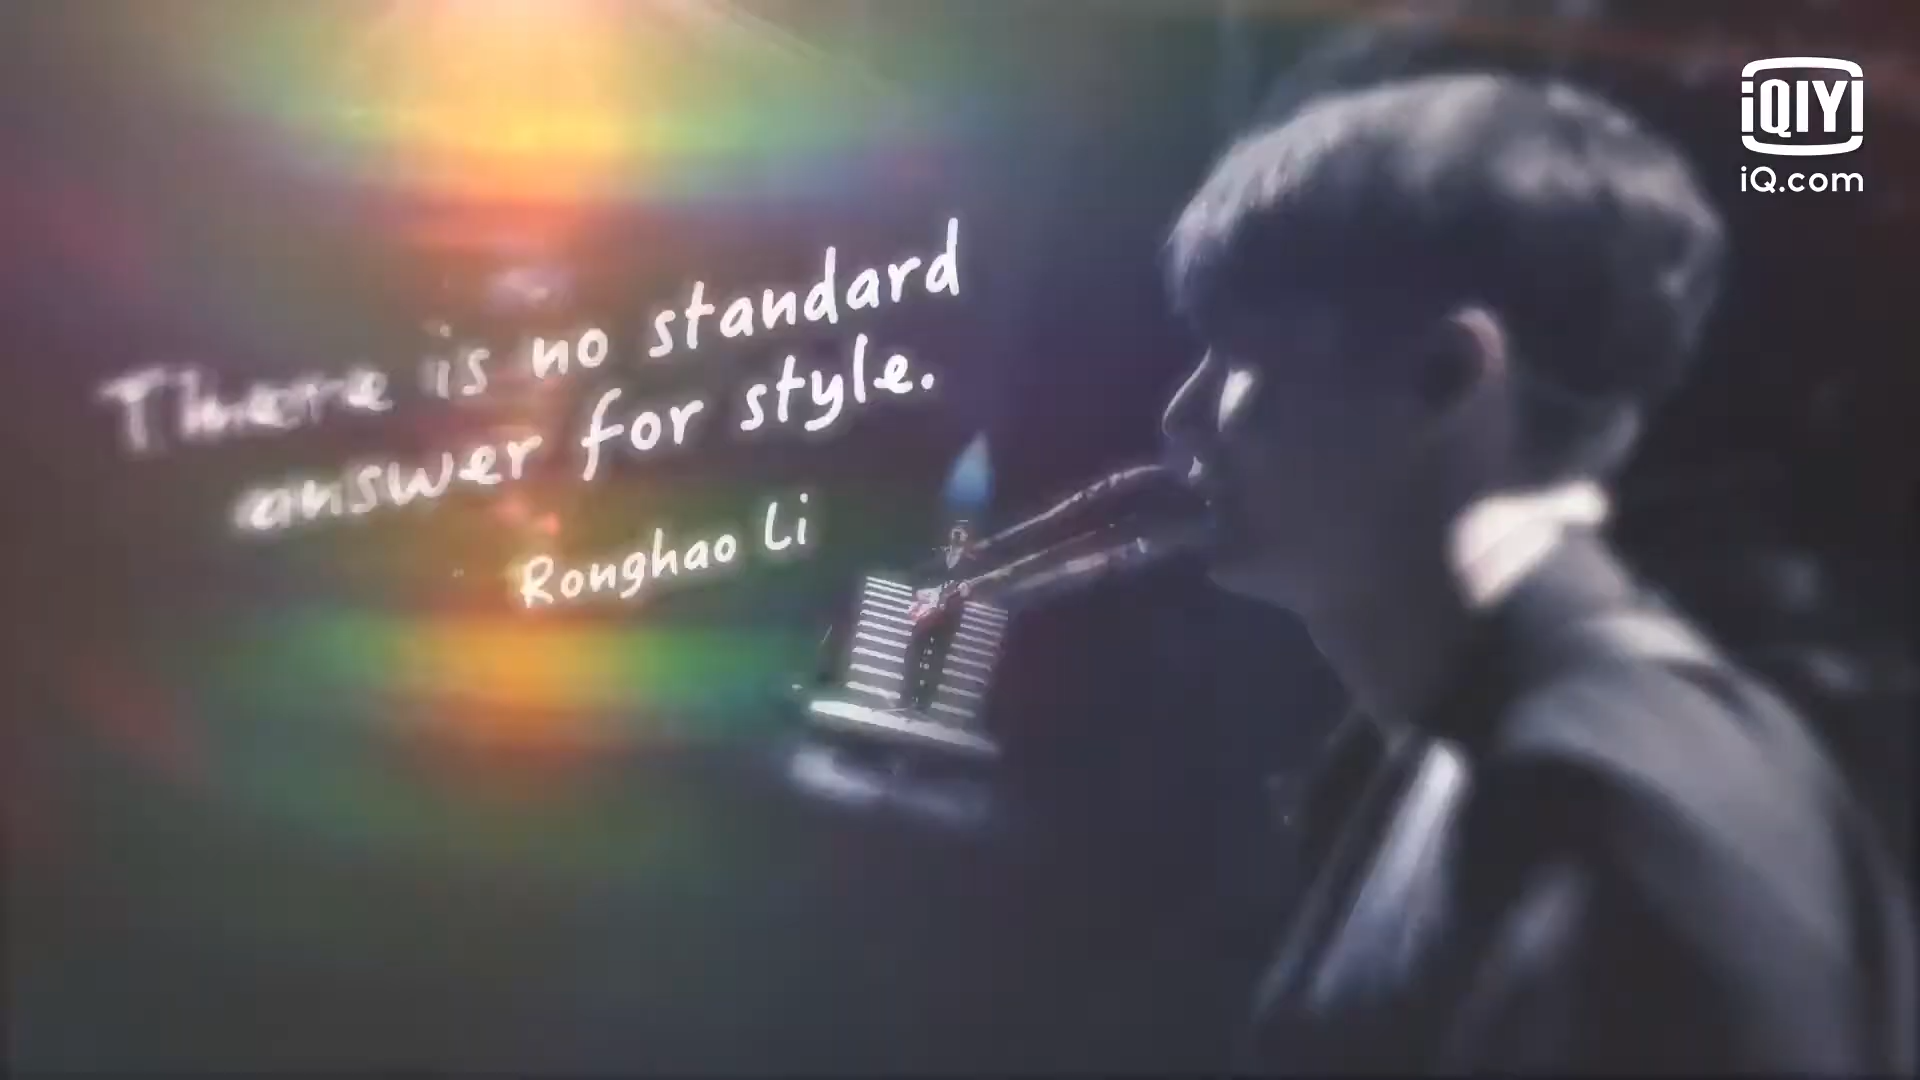 iQIYI
iQ.com
There is no standard
answer for style.
Ronghao Li